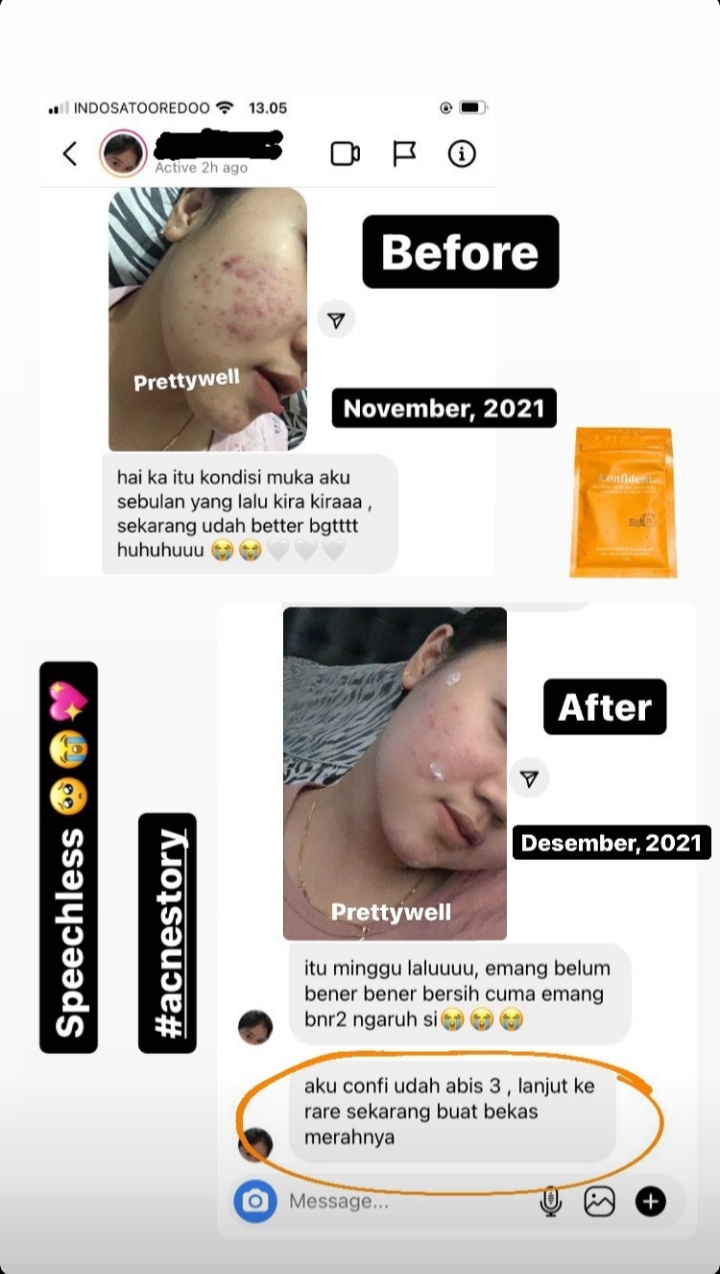 INDOSATOOREDOO 13.05
Active 2h ago
Before
Prettywell
November, 2021
hai ka itu kondisi muka aku
sebulan yang lalu kira kiraaa ,
sekarang udah better bgtttt
huhuhuuu 😭 😭 🤍 🤍 🤍
Confident.
Speechless 🥺 😭 💖
#acnestory
After
Desember, 2021
Prettywell
itu minggu laluuuu, emang belum
bener bener bersih cuma emang
bnr2 ngaruh si😭 😭 😭
aku confi udah abis 3 , lanjut ke
rare sekarang buat bekas
merahnya
Message...